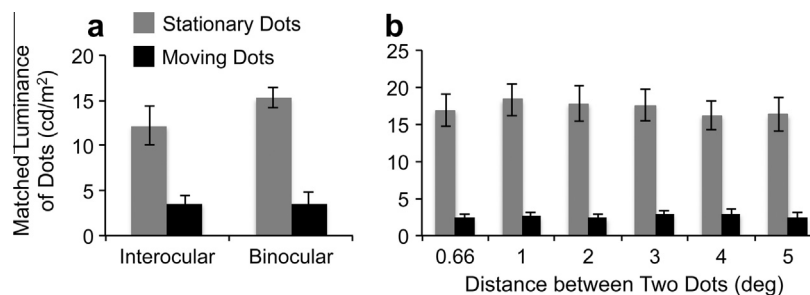 a
Stationary Dots
Moving Dots
Matched Luminance
of Dots (cd/m²)
20
15
10
5
0
Interocular Binocular
b
25
20
15
10
5
0
0.66 1 2 3 4 5
Distance between Two Dots (deg)